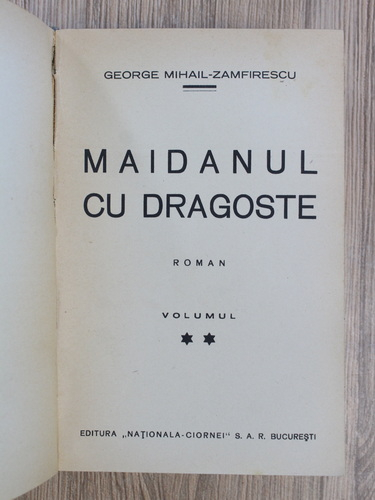 GEORGE MIHAIL-ZAMFIRESCU
MAIDANUL
CU DRAGOSTE
ROMAN
VOLUMUL
✶ ✶
EDITURA „NAȚIONALA-CIORNEI" S. A. R. BUCUREȘTI